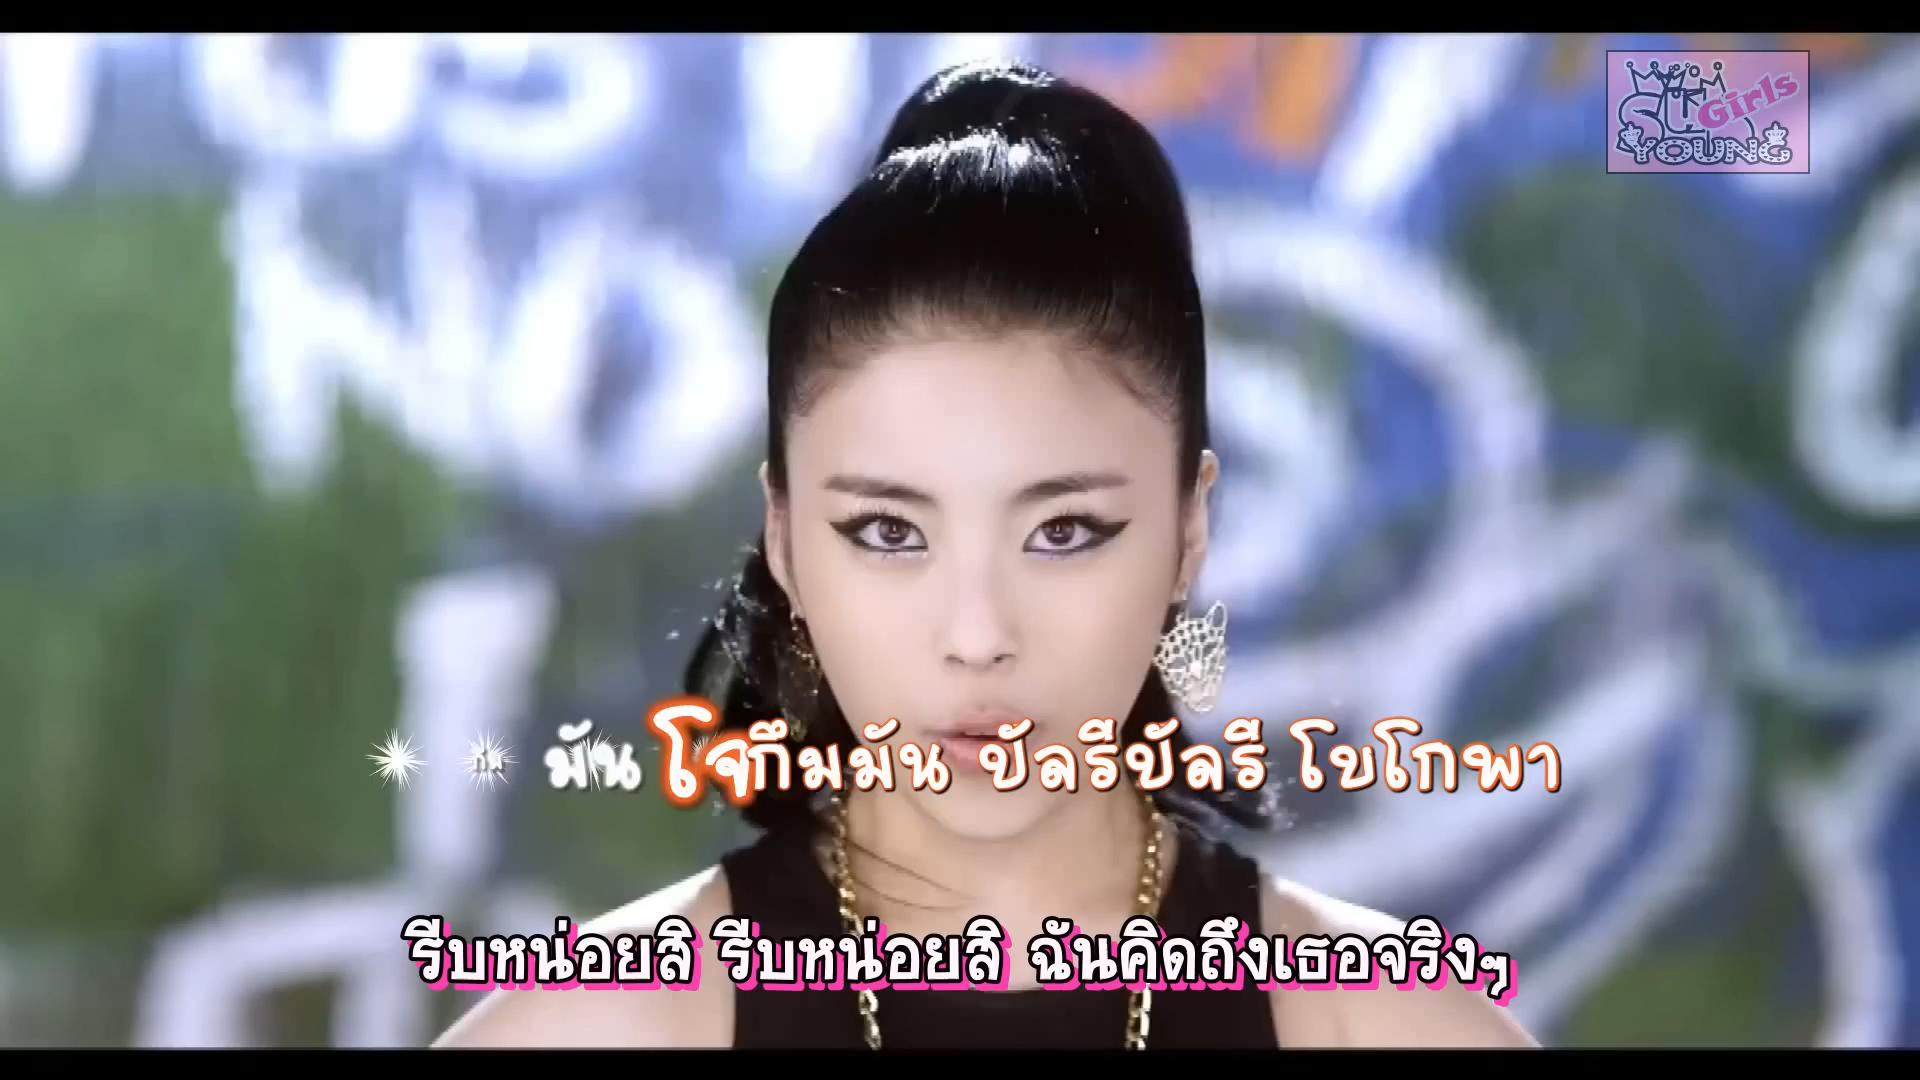 Girls
YOUNG
NO
มัน โจกึมมัน ปัลรีปัลรี โบโกพา
รีบหน่อยสิ รีบหน่อยสิ ฉันคิดถึงเธอจริงๆ